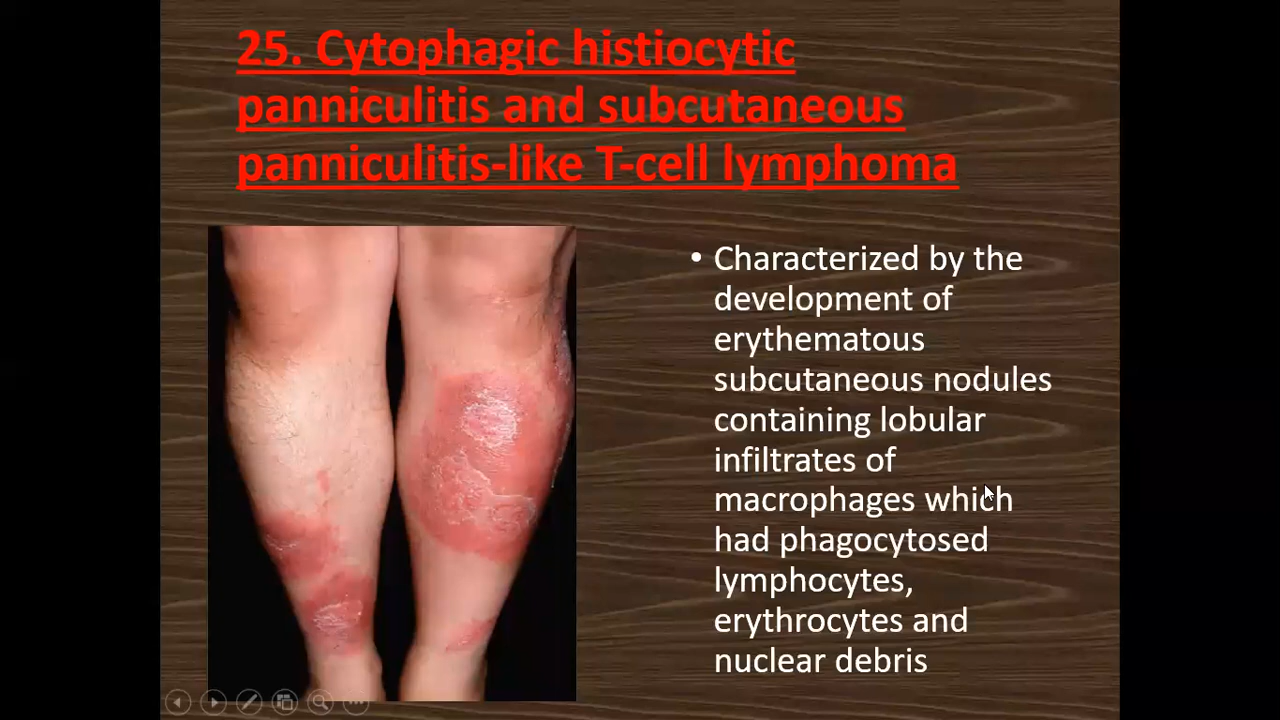 25. Cytophagic histiocytic
panniculitis and subcutaneous
panniculitis-like T-cell lymphoma
• Characterized by the
development of
erythematous
subcutaneous nodules
containing lobular
infiltrates of
macrophages which
had phagocytosed
lymphocytes,
erythrocytes and
nuclear debris